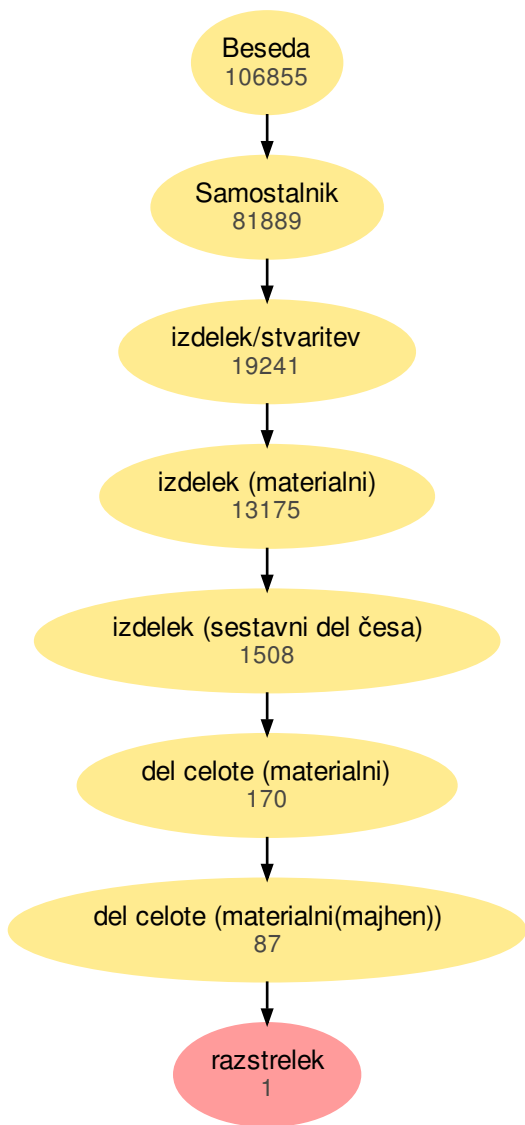 Beseda
106855
Samostalnik
81889
izdelek/stvaritev
19241
izdelek (materialni)
13175
izdelek (sestavni del česa)
1508
del celote (materialni)
170
del celote (materialni(majhen))
87
razstrelek
1